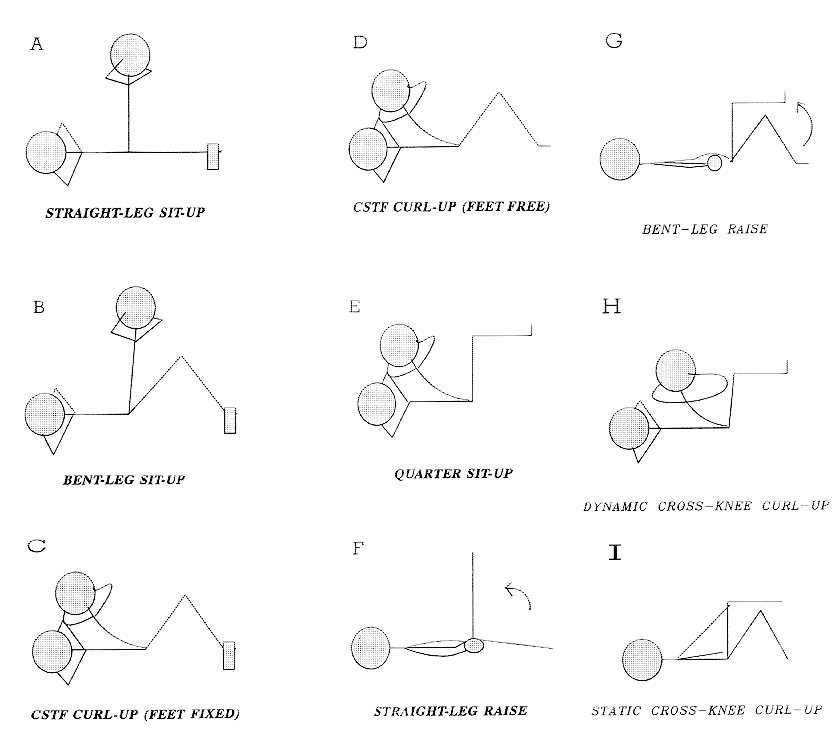 A
STRAIGHT-LEG SIT-UP
B
BENT-LEG SIT-UP
C
CSTF CURL-UP (FEET FIXED)
D
CSTF CURL-UP (FEET FREE)
E
QUARTER SIT-UP
F
STRAIGHT-LEG RAISE
G
BENT-LEG RAISE
H
DYNAMIC CROSS-KNEE CURL-UP
I
STATIC CROSS-KNEE CURL-UP